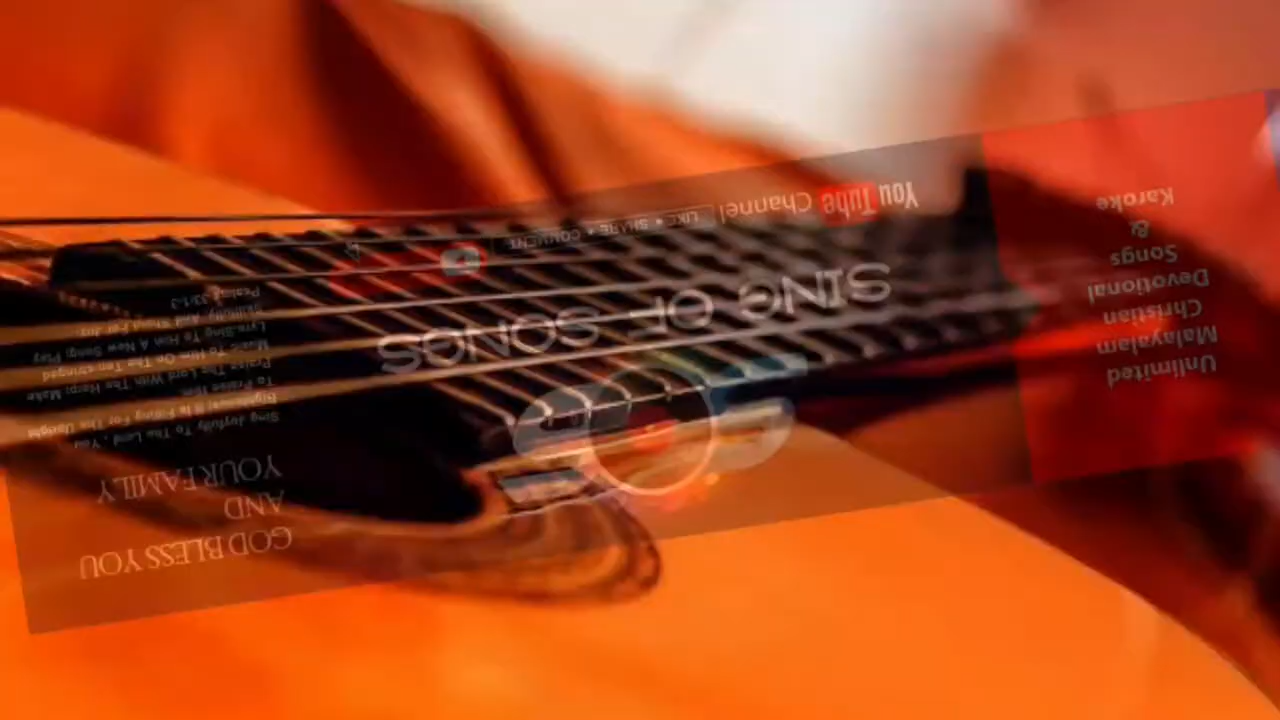 You Tube Channel
LIKE • SHARE • COMMENT
SING OF SONGS
Unlimited
Malayalam
Christian
Devotional
Songs
&
Karoke
GOD BLESS YOU
AND
YOUR FAMILY
Sing Joyfully To The Lord , You
Righteous! It Is Fitting For The Upright
To Praise Him.
Praise The Lord With The Harp; Make
Music To Him On The Ten-stringed
Lyre.Sing To Him A New Song; Play
Skillfully, And Shout For Joy.
Psalms 33:1-3